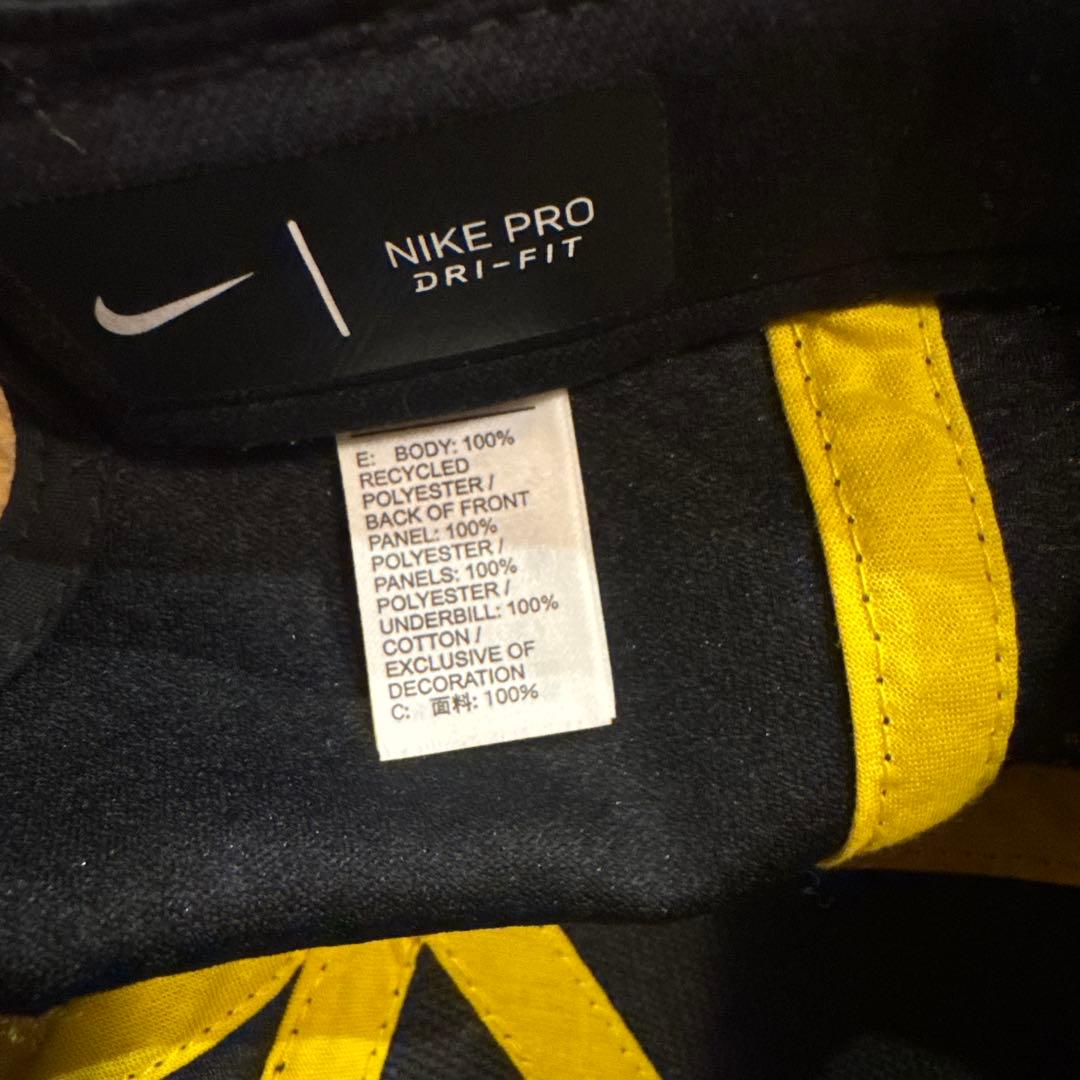 NIKE PRO
DRI-FIT
E: BODY: 100%
RECYCLED
POLYESTER /
BACK OF FRONT
PANEL: 100%
POLYESTER /
PANELS: 100%
POLYESTER /
UNDERBILL: 100%
COTTON /
EXCLUSIVE OF
DECORATION
C: 面料: 100%